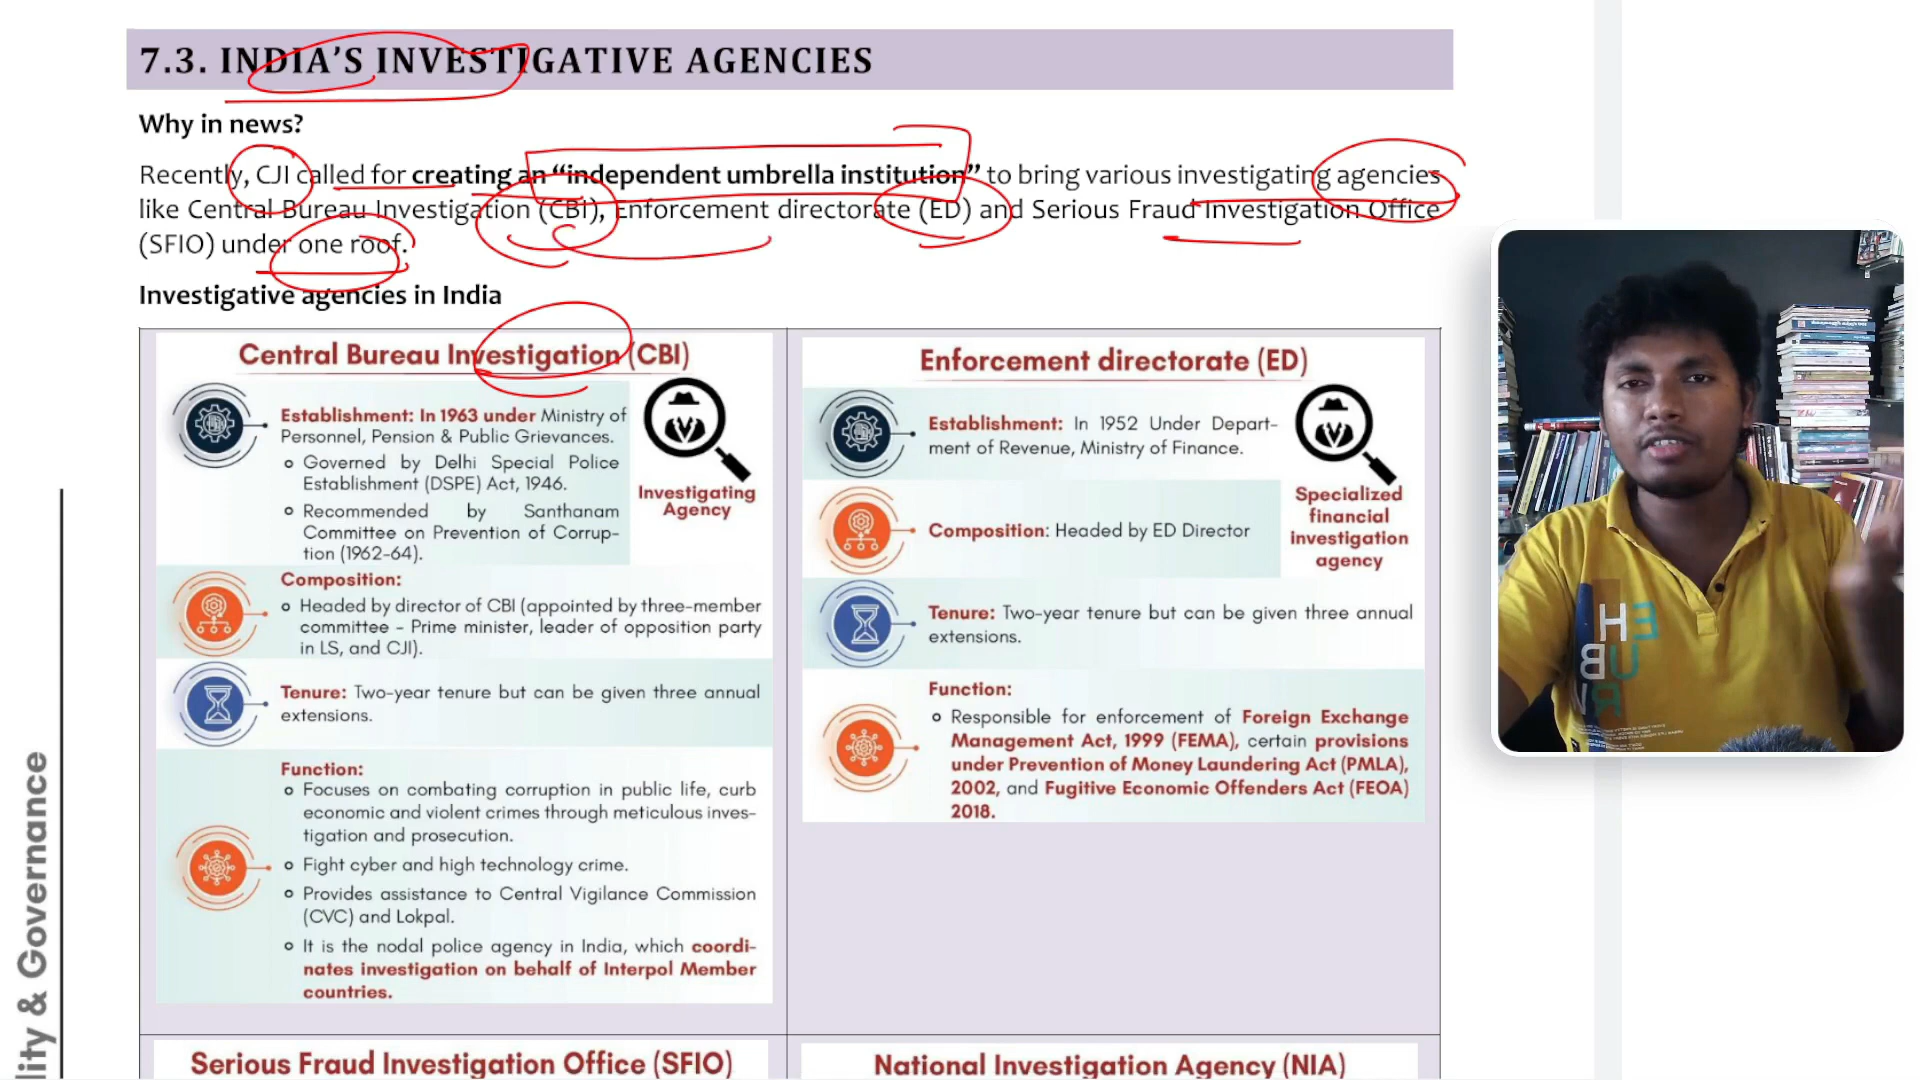 7.3. INDIA'S INVESTIGATIVE AGENCIES
Why in news?
Recently, CJI called for creating an “independent umbrella institution” to bring various investigating agencies
like Central Bureau Investigation (CBI), Enforcement directorate (ED) and Serious Fraud Investigation Office
(SFIO) under one roof.
Investigative agencies in India
Central Bureau Investigation (CBI)
Establishment: In 1963 under Ministry of
Personnel, Pension & Public Grievances.
Governed by Delhi Special Police
Establishment (DSPE) Act, 1946.
Recommended by Santhanam
Committee on Prevention of Corrup-
tion (1962-64).
Investigating
Agency
Composition:
Headed by director of CBI (appointed by three-member
committee - Prime minister, leader of opposition party
in LS, and CJI).
Tenure: Two-year tenure but can be given three annual
extensions.
Function:
Focuses on combating corruption in public life, curb
economic and violent crimes through meticulous inves-
tigation and prosecution.
Fight cyber and high technology crime.
Provides assistance to Central Vigilance Commission
(CVC) and Lokpal.
It is the nodal police agency in India, which coordi-
nates investigation on behalf of Interpol Member
countries.
Enforcement directorate (ED)
Establishment: In 1952 Under Depart-
ment of Revenue, Ministry of Finance.
Specialized
financial
investigation
agency
Composition: Headed by ED Director
Tenure: Two-year tenure but can be given three annual
extensions.
Function:
Responsible for enforcement of Foreign Exchange
Management Act, 1999 (FEMA), certain provisions
under Prevention of Money Laundering Act (PMLA),
2002, and Fugitive Economic Offenders Act (FEOA)
2018.
Serious Fraud Investigation Office (SFIO)
National Investigation Agency (NIA)
lity & Governance